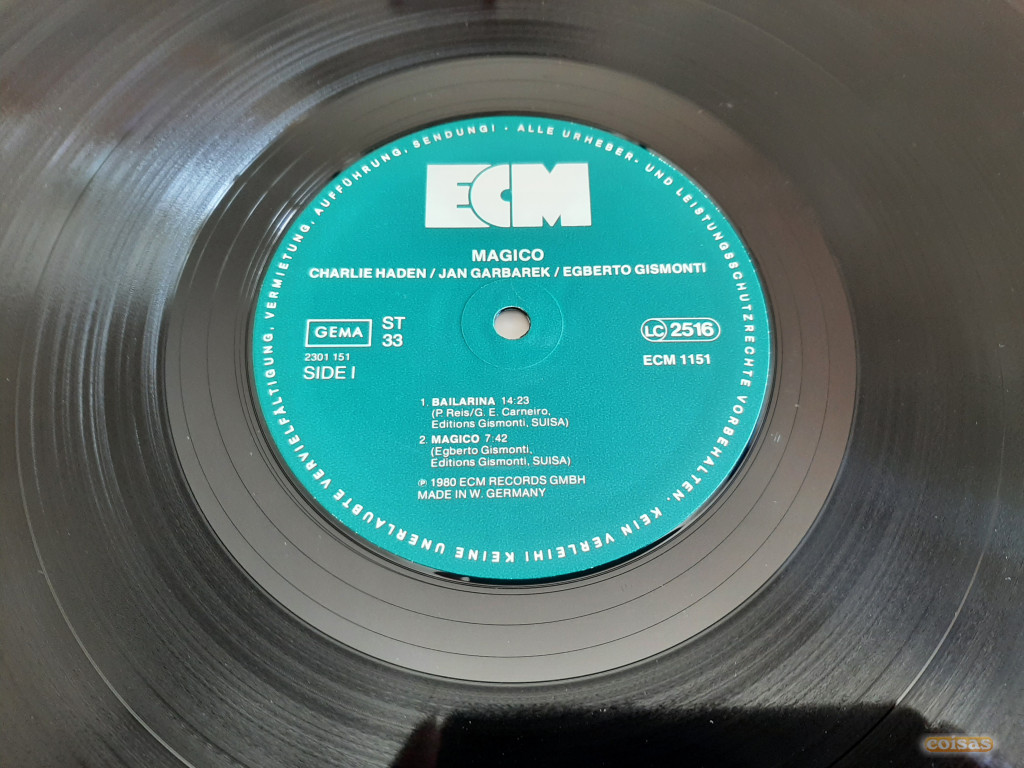 ECM
MAGICO
CHARLIE HADEN / JAN GARBAREK / EGBERTO GISMONTI
GEMA
ST
33
2301 151
SIDE I
LC 2516
ECM 1151
1. BAILARINA 14:23
(P. Reis/G. E. Carneiro,
Editions Gismonti, SUISA)
2. MAGICO 7:42
(Egberto Gismonti,
Editions Gismonti, SUISA)
℗ 1980 ECM RECORDS GMBH
MADE IN W. GERMANY
ALLE URHEBER- UND LEISTUNGSSCHUTZRECHTE VORBEHALTEN. KEIN VERLEIH! KEINE UNERLAUBTE VERVIELFÄLTIGUNG, VERMIETUNG, AUFFÜHRUNG, SENDUNG! ·
coisas